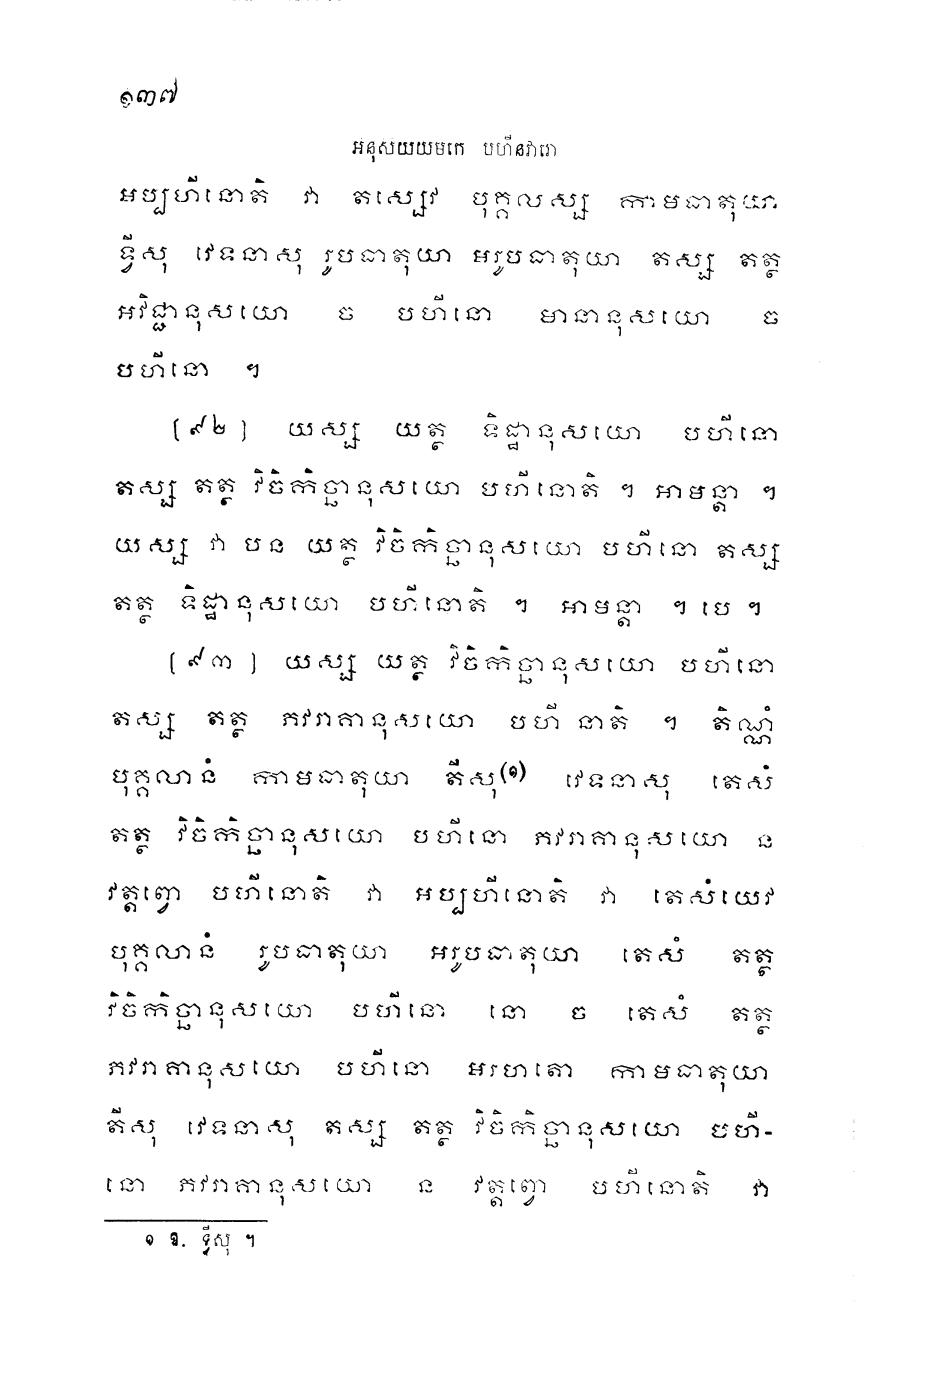 ១៣៧
អនុសយយមកេ បហីនវារោ
អប្បហីនោតិ វា តស្សេវ បុគ្គលស្ស កាមធាតុយា
ទ្វីសុ វេទនាសុ រូបធាតុយា អរូបធាតុយា តស្ស តត្ថ
អវិជ្ជានុសយោ ច បហីនោ មានានុសយោ ច
បហីនោ ។
[៩២] យស្ស យត្ថ ទិដ្ឋានុសយោ បហីនោ
តស្ស តត្ថ វិចិកិច្ឆានុសយោ បហីនោតិ ។ អាមន្តា ។
យស្ស វា បន យត្ថ វិចិកិច្ឆានុសយោ បហីនោ តស្ស
តត្ថ ទិដ្ឋានុសយោ បហីនោតិ ។ អាមន្តា ។ បេ ។
[៩៣] យស្ស យត្ថ វិចិកិច្ឆានុសយោ បហីនោ
តស្ស តត្ថ ភវរាគានុសយោ បហីនោតិ ។ តិណ្ណំ
បុគ្គលានំ កាមធាតុយា តីសុ(១) វេទនាសុ តេសំ
តត្ថ វិចិកិច្ឆានុសយោ បហីនោ ភវរាគានុសយោ ន
វត្តព្វោ បហីនោតិ វា អប្បហីនោតិ វា តេសំយេវ
បុគ្គលានំ រូបធាតុយា អរូបធាតុយា តេសំ តត្ថ
វិចិកិច្ឆានុសយោ បហីនោ នោ ច តេសំ តត្ថ
ភវរាគានុសយោ បហីនោ អរហតោ កាមធាតុយា
តីសុ វេទនាសុ តស្ស តត្ថ វិចិកិច្ឆានុសយោ បហី-
នោ ភវរាគានុសយោ ន វត្តព្វោ បហីនោតិ វា
១ ឱ. ទ្វីសុ ។